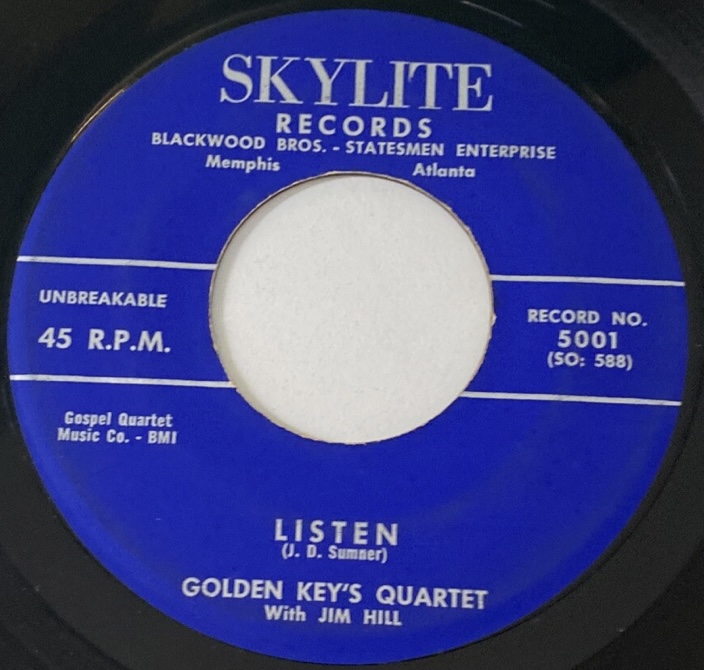 SKYLITE
RECORDS
BLACKWOOD BROS. - STATESMEN ENTERPRISE
Memphis Atlanta
UNBREAKABLE
45 R.P.M.
RECORD NO.
5001
(SO: 588)
Gospel Quartet
Music Co. - BMI
LISTEN
(J. D. Sumner)
GOLDEN KEY'S QUARTET
With JIM HILL